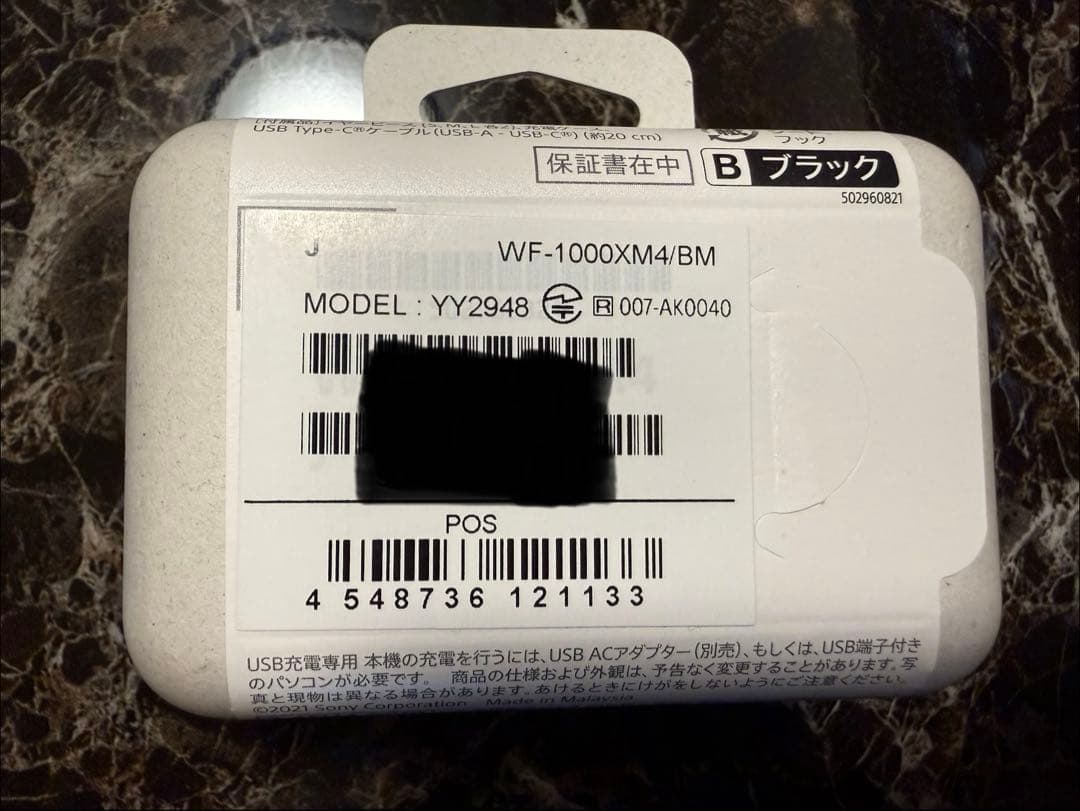 USB Type-C®ケーブル(USB-A - USB-C®) (約20 cm)
フック
保証書在中
B ブラック
502960821
J
WF-1000XM4/BM
MODEL : YY2948 R 007-AK0040
POS
4 548736 121133
USB充電専用 本機の充電を行うには、USB ACアダプター(別売)、もしくは、USB端子付き
のパソコンが必要です。 商品の仕様および外観は、予告なく変更することがあります。写
真と現物は異なる場合があります。あけるときにけがをしないようにご注意ください。
©2021 Sony Corporation Made in Malaysia